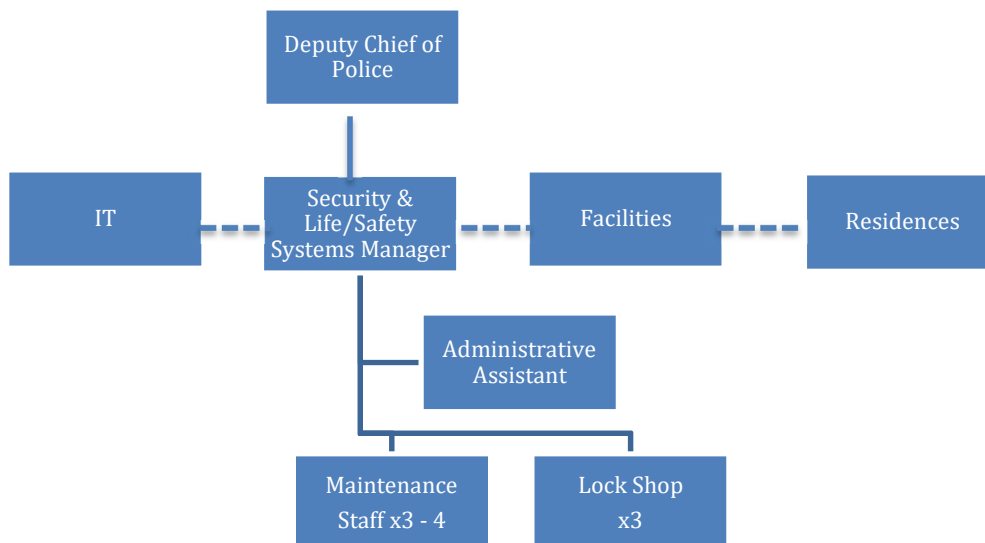 Deputy Chief of
Police
IT
Security &
Life/Safety
Systems Manager
Facilities
Residences
Administrative
Assistant
Maintenance
Staff x3 - 4
Lock Shop
x3